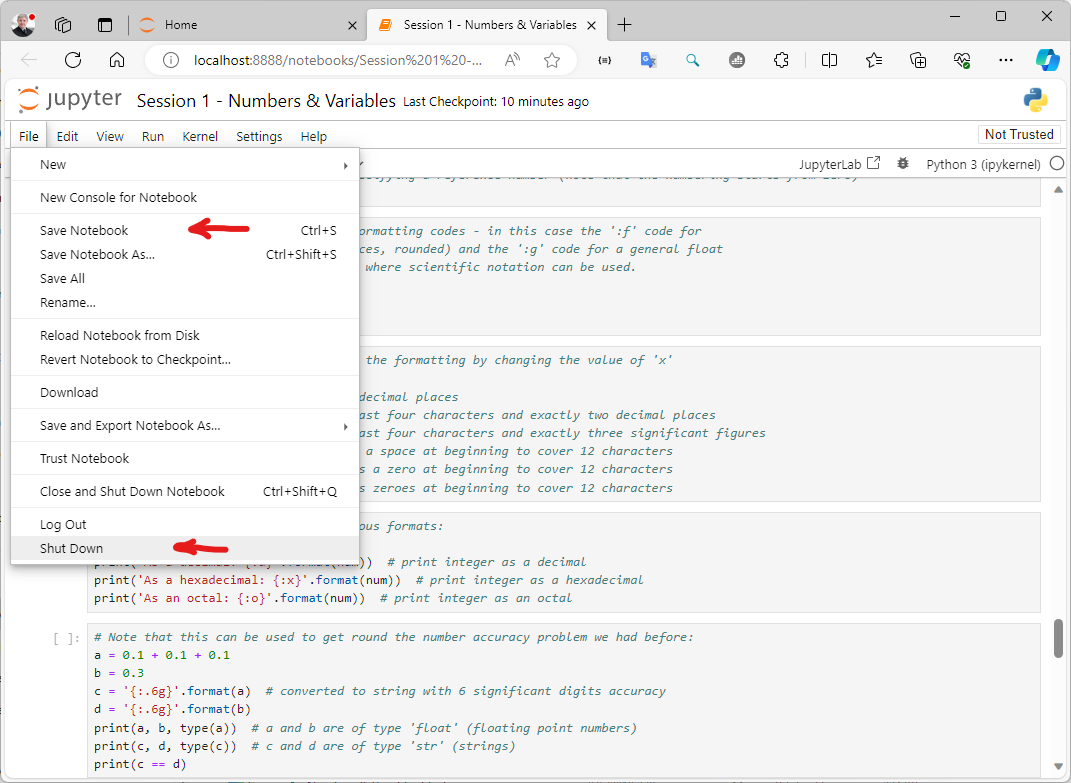 Home
Session 1 - Numbers & Variables
localhost:8888/notebooks/Session%201%20-...
jupyter Session 1 - Numbers & Variables Last Checkpoint: 10 minutes ago
File Edit View Run Kernel Settings Help
Not Trusted
JupyterLab Python 3 (ipykernel)
New
New Console for Notebook
Save Notebook Ctrl+S
Save Notebook As... Ctrl+Shift+S
Save All
Rename...
Reload Notebook from Disk
Revert Notebook to Checkpoint...
Download
Save and Export Notebook As...
Trust Notebook
Close and Shut Down Notebook Ctrl+Shift+Q
Log Out
Shut Down
a reference number (note that the numbering starts from zero)
ormatting codes - in this case the ':f' code for
ces, rounded) and the ':g' code for a general float
where scientific notation can be used.
the formatting by changing the value of 'x'
decimal places
ast four characters and exactly two decimal places
ast four characters and exactly three significant figures
a space at beginning to cover 12 characters
s a zero at beginning to cover 12 characters
s zeroes at beginning to cover 12 characters
ous formats:
)) # print integer as a decimal
print('As a hexadecimal: {:x}'.format(num)) # print integer as a hexadecimal
print('As an octal: {:o}'.format(num)) # print integer as an octal
[ ]:
# Note that this can be used to get round the number accuracy problem we had before:
a = 0.1 + 0.1 + 0.1
b = 0.3
c = '{:.6g}'.format(a) # converted to string with 6 significant digits accuracy
d = '{:.6g}'.format(b)
print(a, b, type(a)) # a and b are of type 'float' (floating point numbers)
print(c, d, type(c)) # c and d are of type 'str' (strings)
print(c == d)